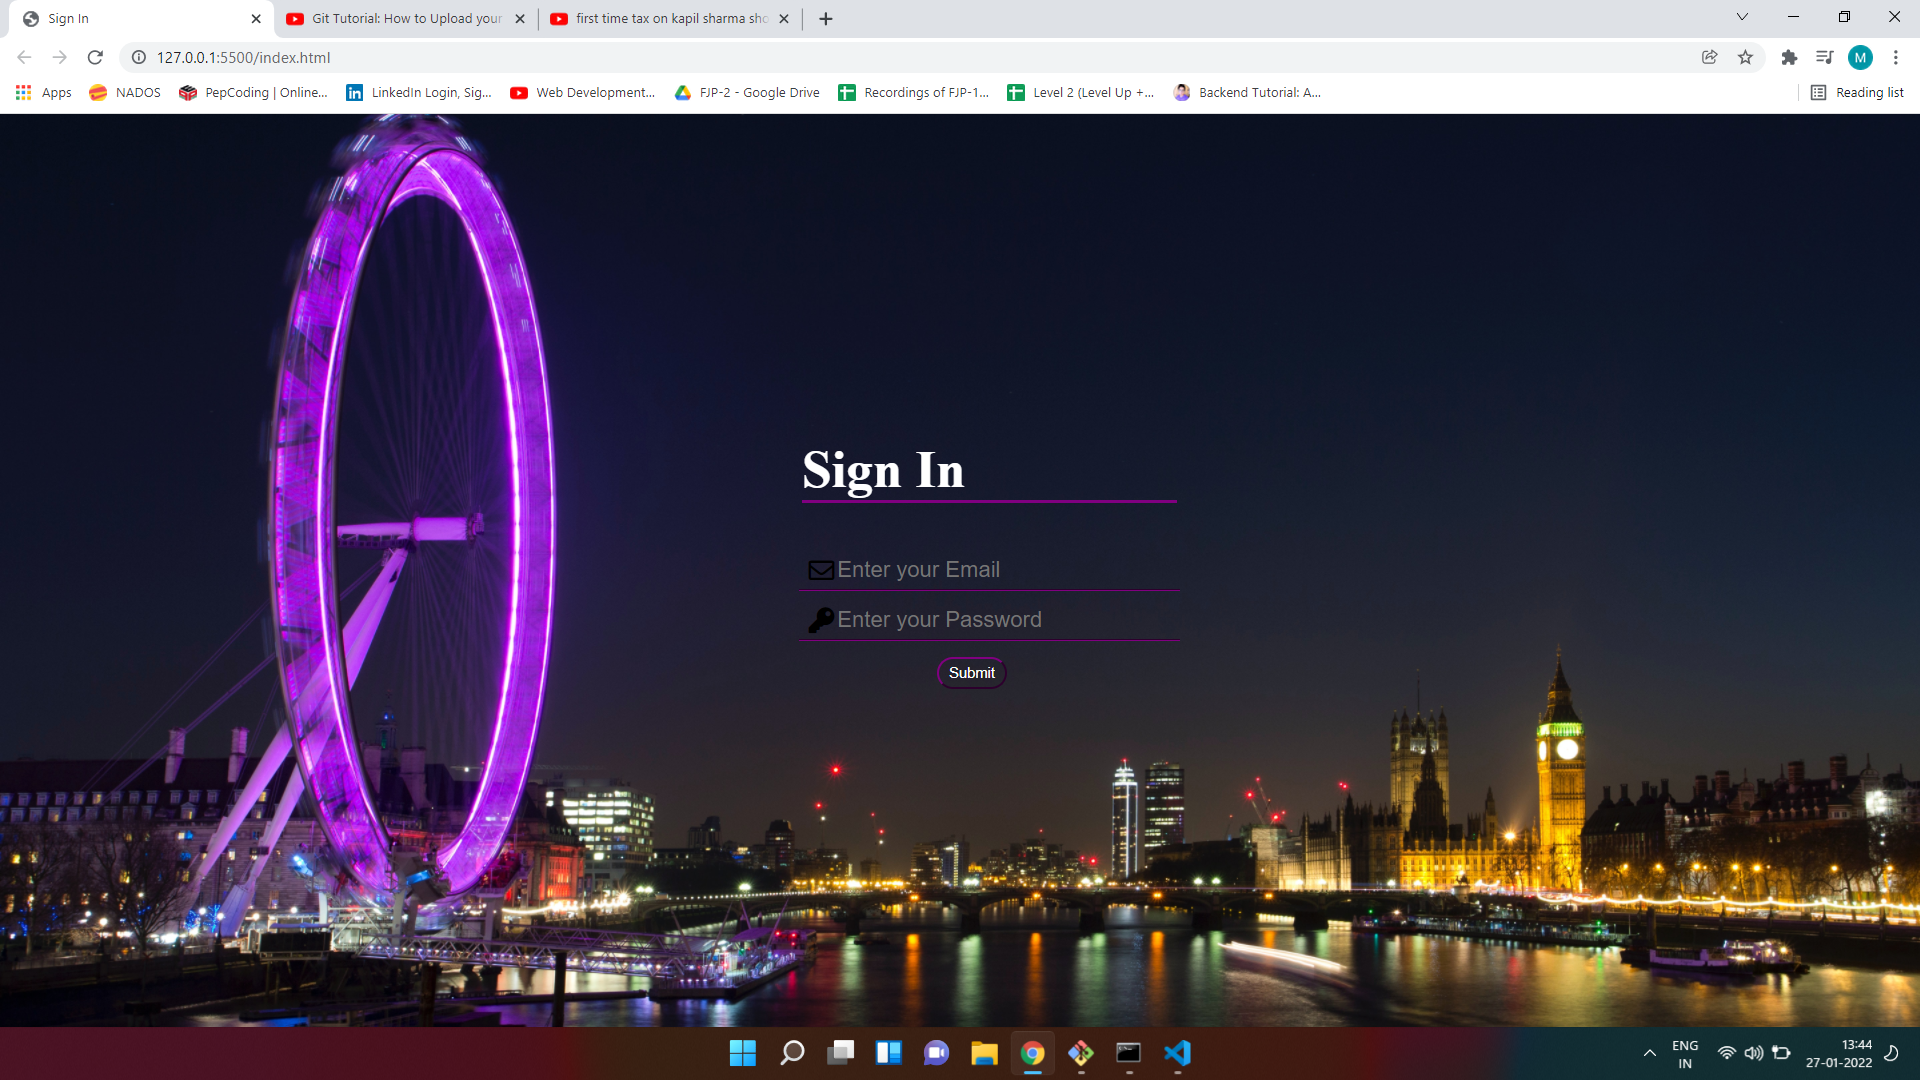 Sign In
Git Tutorial: How to Upload your
first time tax on kapil sharma sho
127.0.0.1:5500/index.html
M
Apps
NADOS
PepCoding | Online...
LinkedIn Login, Sig...
Web Development...
FJP-2 - Google Drive
Recordings of FJP-1...
Level 2 (Level Up +...
Backend Tutorial: A...
Reading list
Sign In
Enter your Email
Enter your Password
Submit
ENG
IN
13:44
27-01-2022